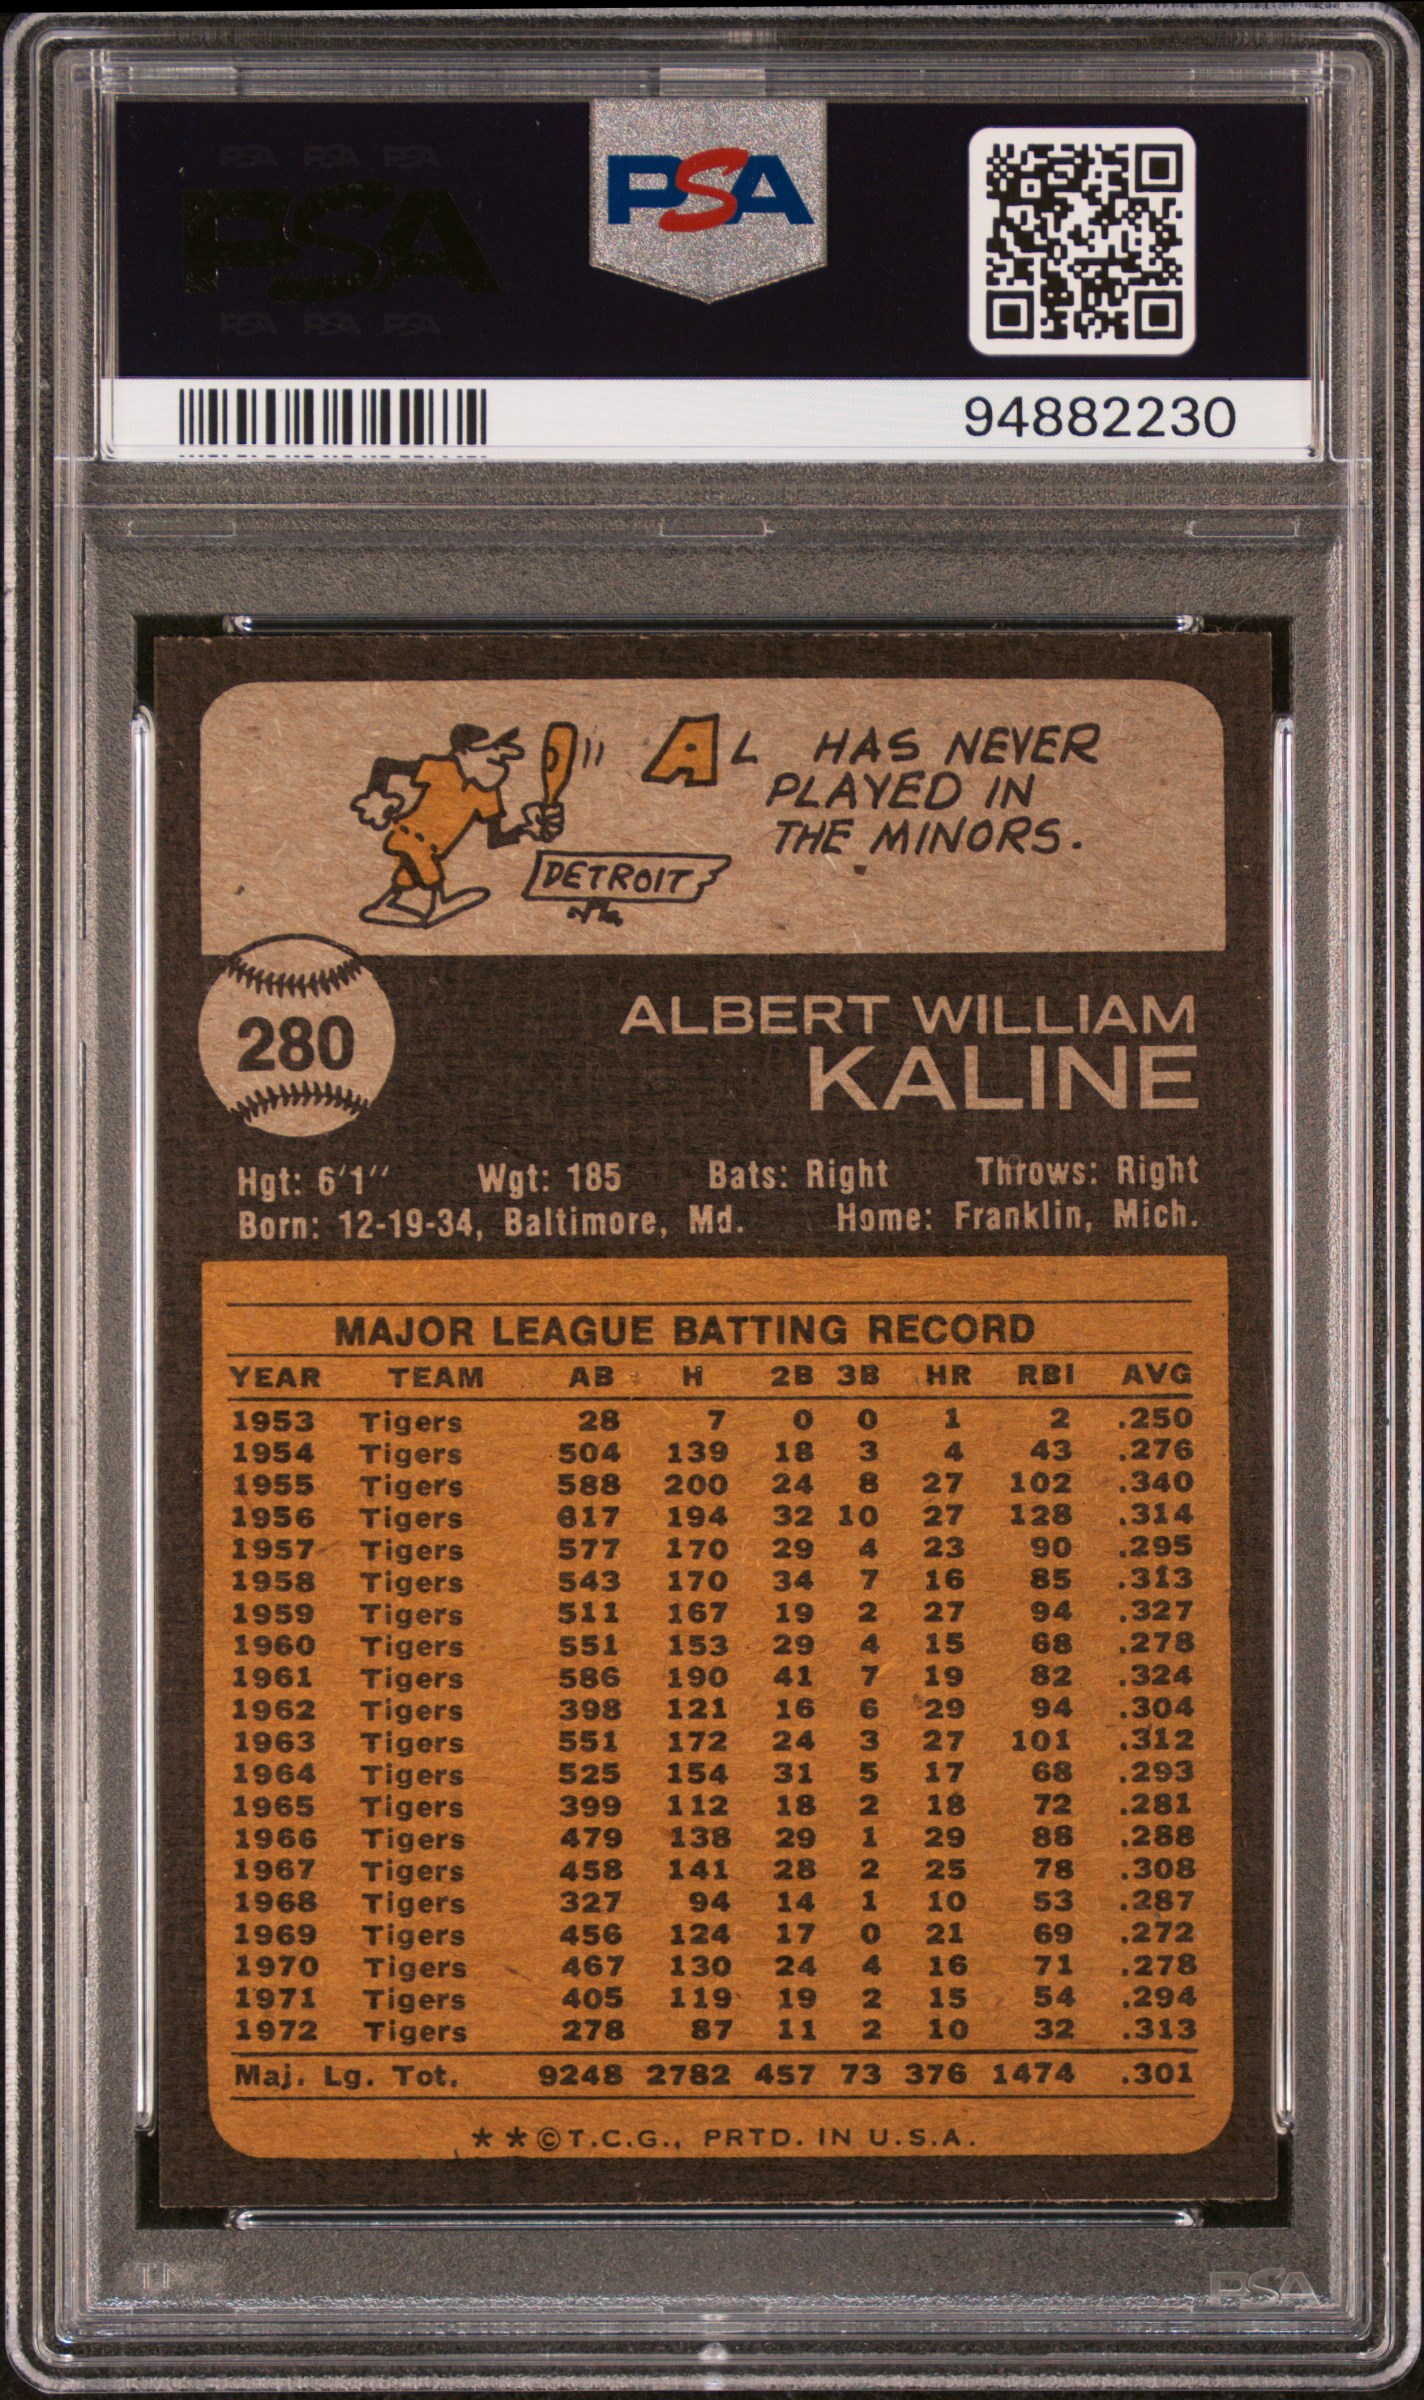 PSA PSA PSA
PSA
PSA PSA PSA
PSA
94882230
AL HAS NEVER
PLAYED IN
THE MINORS.
DETROIT
280
ALBERT WILLIAM
KALINE
Hgt: 6'1" Wgt: 185 Bats: Right Throws: Right
Born: 12-19-34, Baltimore, Md. Home: Franklin, Mich.
MAJOR LEAGUE BATTING RECORD
YEAR TEAM AB H 2B 3B HR RBI AVG
1953 Tigers 28 7 0 0 1 2 .250
1954 Tigers 504 139 18 3 4 43 .276
1955 Tigers 588 200 24 8 27 102 .340
1956 Tigers 617 194 32 10 27 128 .314
1957 Tigers 577 170 29 4 23 90 .295
1958 Tigers 543 170 34 7 16 85 .313
1959 Tigers 511 167 19 2 27 94 .327
1960 Tigers 551 153 29 4 15 68 .278
1961 Tigers 586 190 41 7 19 82 .324
1962 Tigers 398 121 16 6 29 94 .304
1963 Tigers 551 172 24 3 27 101 .312
1964 Tigers 525 154 31 5 17 68 .293
1965 Tigers 399 112 18 2 18 72 .281
1966 Tigers 479 138 29 1 29 88 .288
1967 Tigers 458 141 28 2 25 78 .308
1968 Tigers 327 94 14 1 10 53 .287
1969 Tigers 456 124 17 0 21 69 .272
1970 Tigers 467 130 24 4 16 71 .278
1971 Tigers 405 119 19 2 15 54 .294
1972 Tigers 278 87 11 2 10 32 .313
Maj. Lg. Tot. 9248 2782 457 73 376 1474 .301
★★©T.C.G., PRTD. IN U.S.A.
PSA